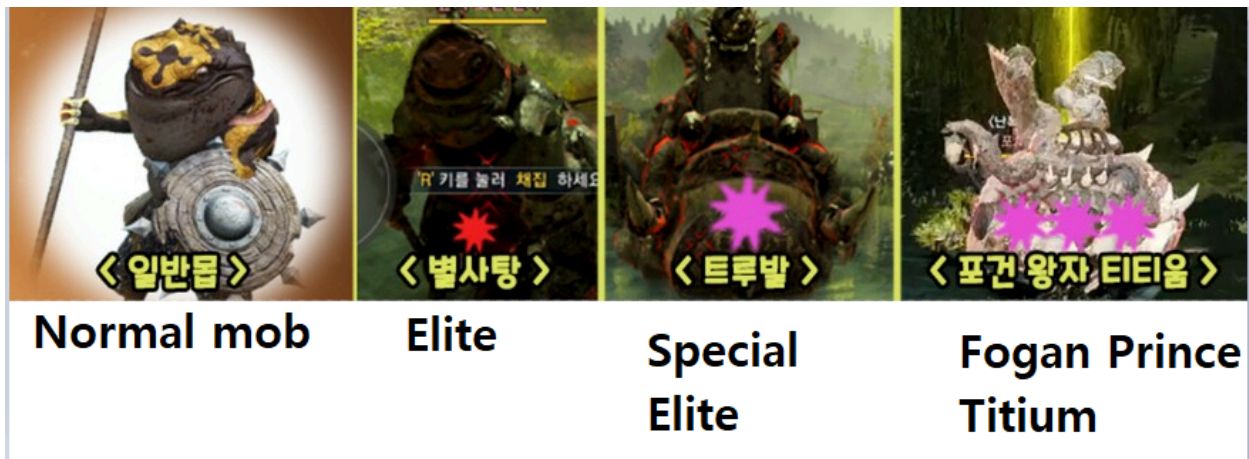 'R' 키를 눌러 채집 하세요
< 일반몹 >
< 별사탕 >
< 트루발 >
< 포건 왕자 티티움 >
Normal mob
Elite
Special
Elite
Fogan Prince
Titium